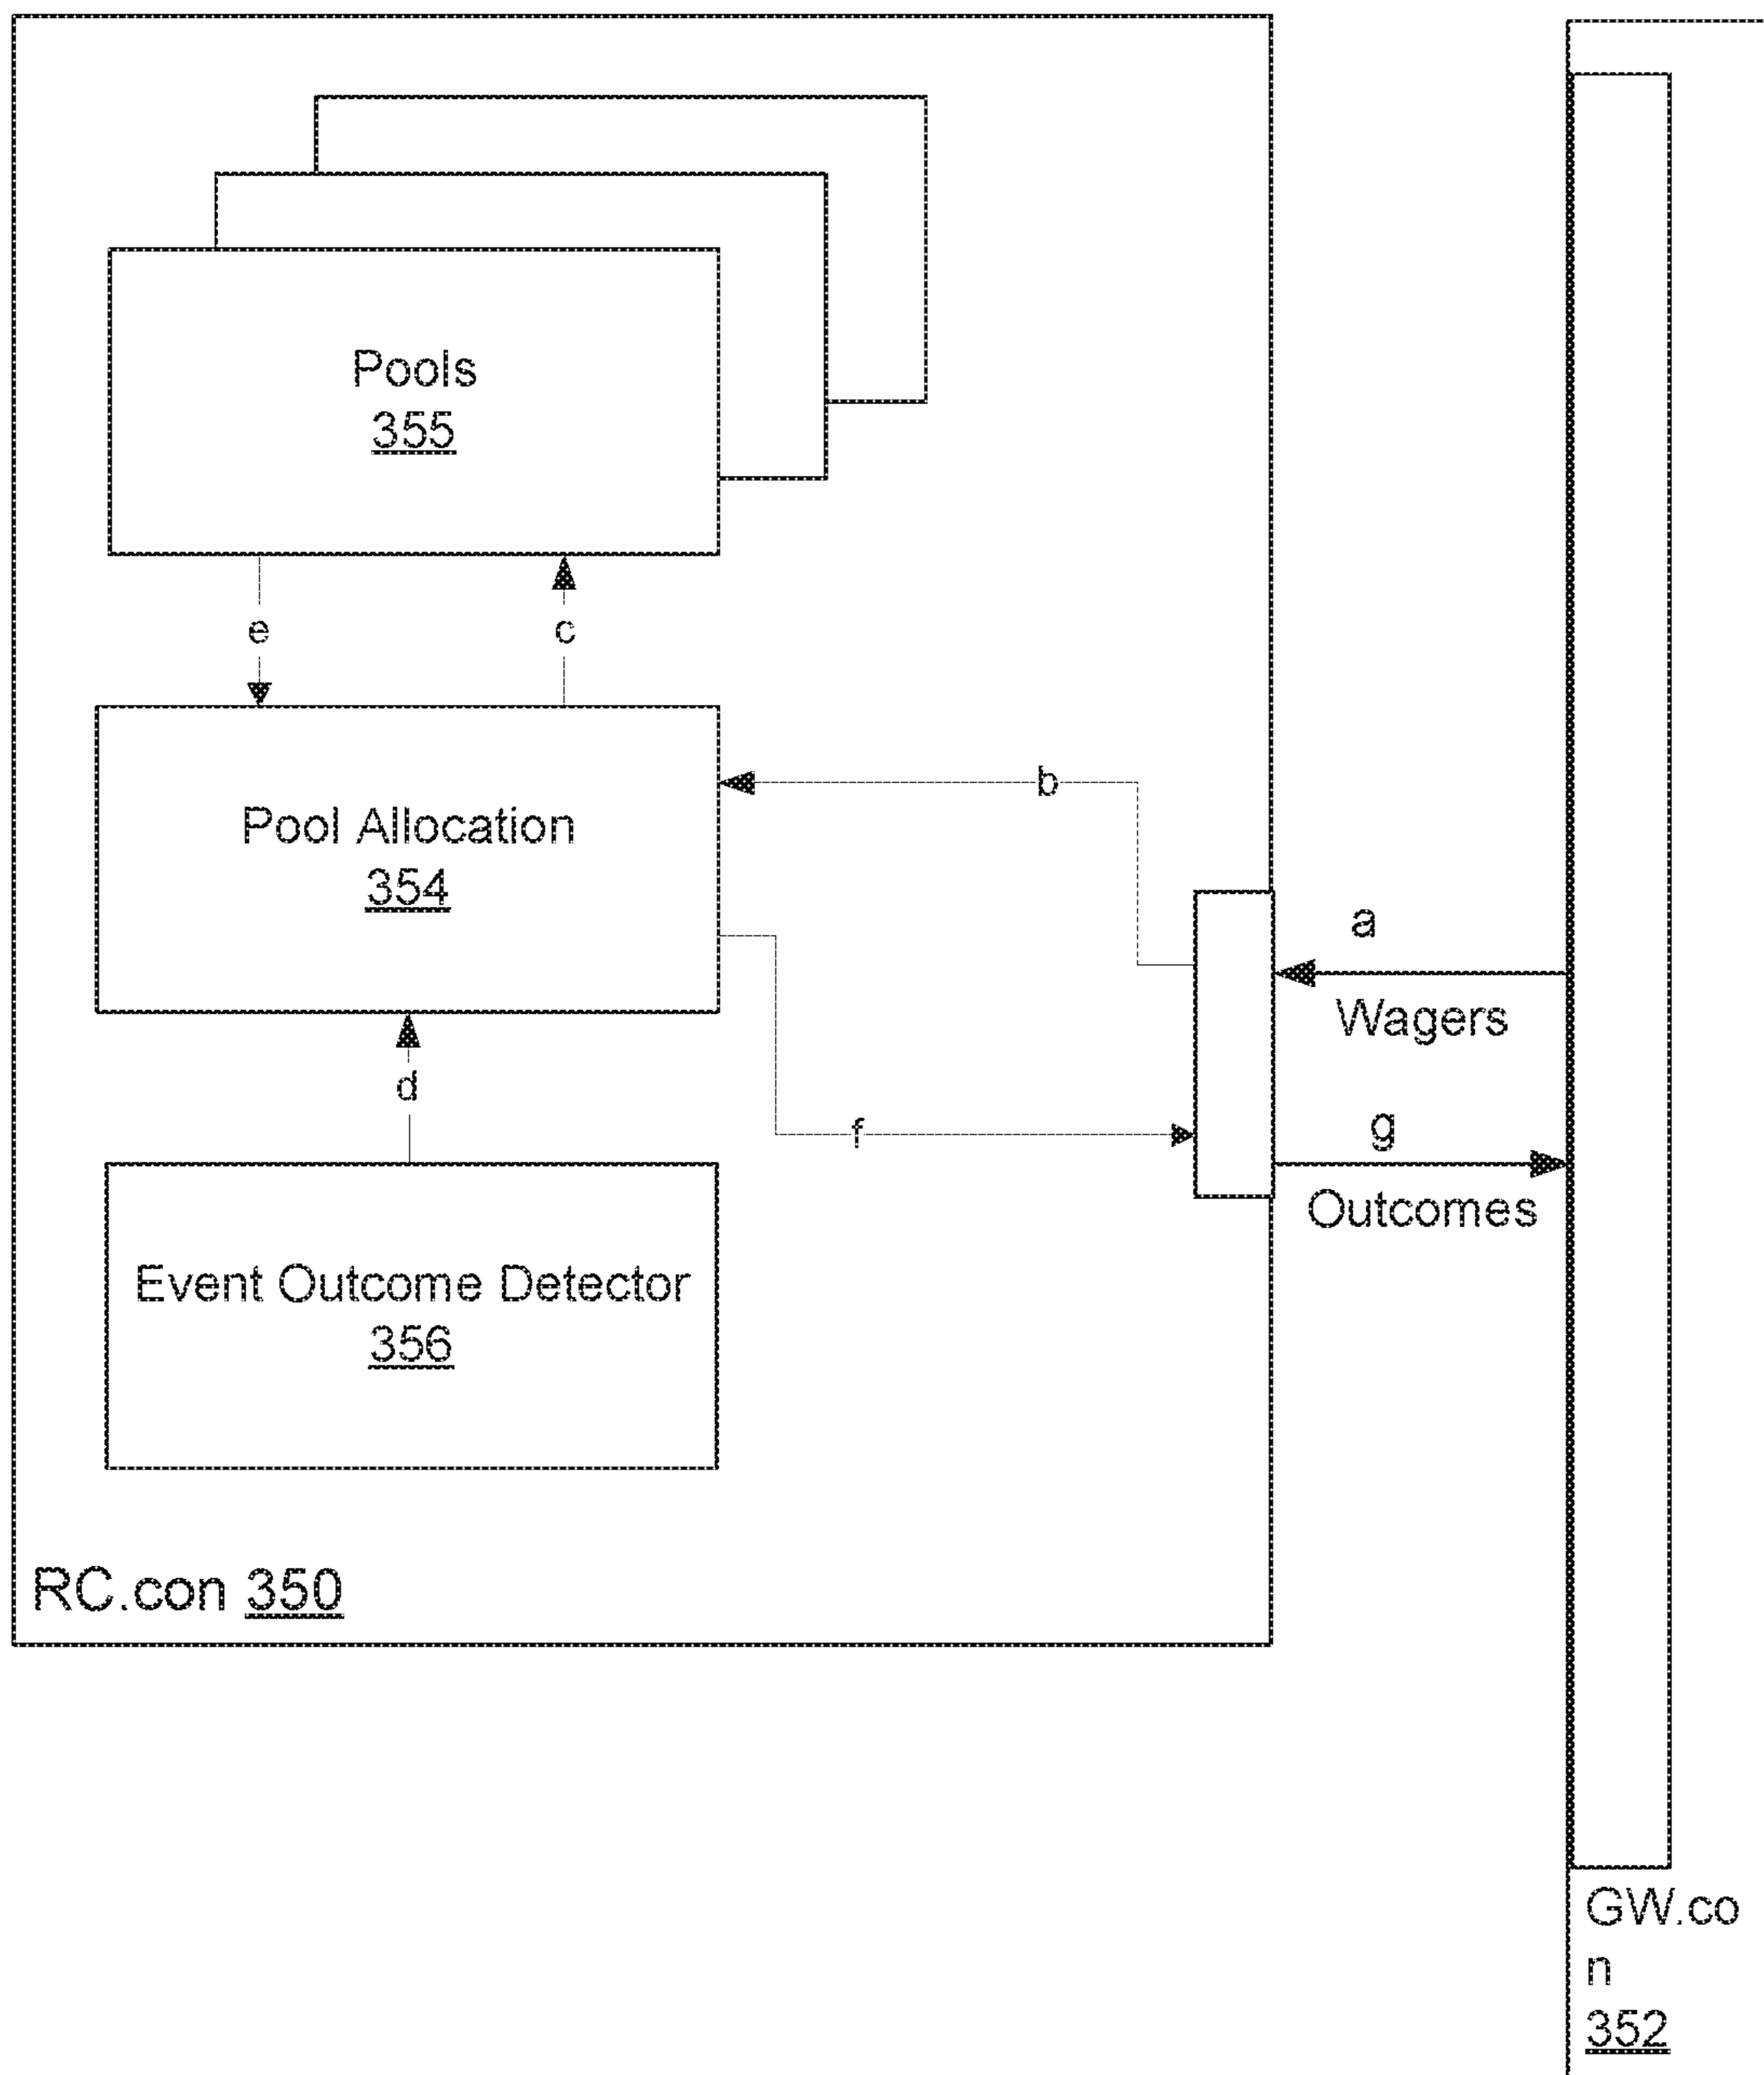 Pools
355
e
c
Pool Allocation
354
b
a
Wagers
d
f
g
Outcomes
Event Outcome Detector
356
RC.con 350
GW.co
n
352